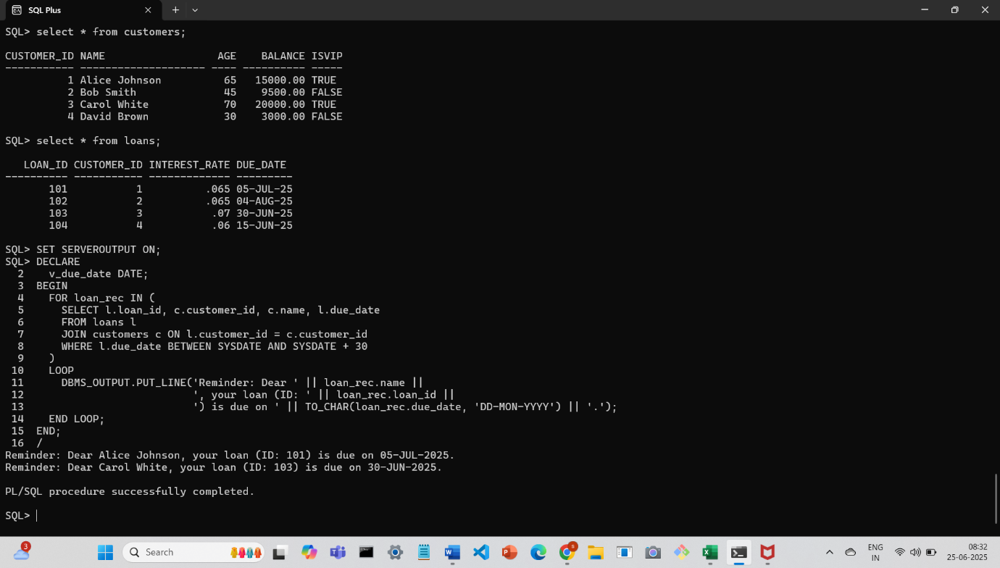 SQL Plus
SQL> select * from customers;
CUSTOMER_ID NAME                  AGE    BALANCE ISVIP
----------- -------------------- ---- ---------- -----
          1 Alice Johnson          65   15000.00 TRUE
          2 Bob Smith              45    9500.00 FALSE
          3 Carol White            70   20000.00 TRUE
          4 David Brown            30    3000.00 FALSE
SQL> select * from loans;
   LOAN_ID CUSTOMER_ID INTEREST_RATE DUE_DATE
---------- ----------- ------------- ---------
       101           1          .065 05-JUL-25
       102           2          .065 04-AUG-25
       103           3           .07 30-JUN-25
       104           4           .06 15-JUN-25
SQL> SET SERVEROUTPUT ON;
SQL> DECLARE
  2    v_due_date DATE;
  3  BEGIN
  4    FOR loan_rec IN (
  5      SELECT l.loan_id, c.customer_id, c.name, l.due_date
  6      FROM loans l
  7      JOIN customers c ON l.customer_id = c.customer_id
  8      WHERE l.due_date BETWEEN SYSDATE AND SYSDATE + 30
  9    )
 10    LOOP
 11      DBMS_OUTPUT.PUT_LINE('Reminder: Dear ' || loan_rec.name ||
 12                           ', your loan (ID: ' || loan_rec.loan_id ||
 13                           ') is due on ' || TO_CHAR(loan_rec.due_date, 'DD-MON-YYYY') || '.');
 14    END LOOP;
 15  END;
 16  /
Reminder: Dear Alice Johnson, your loan (ID: 101) is due on 05-JUL-2025.
Reminder: Dear Carol White, your loan (ID: 103) is due on 30-JUN-2025.
PL/SQL procedure successfully completed.
SQL>
3
Search
ENG
IN
08:32
25-06-2025